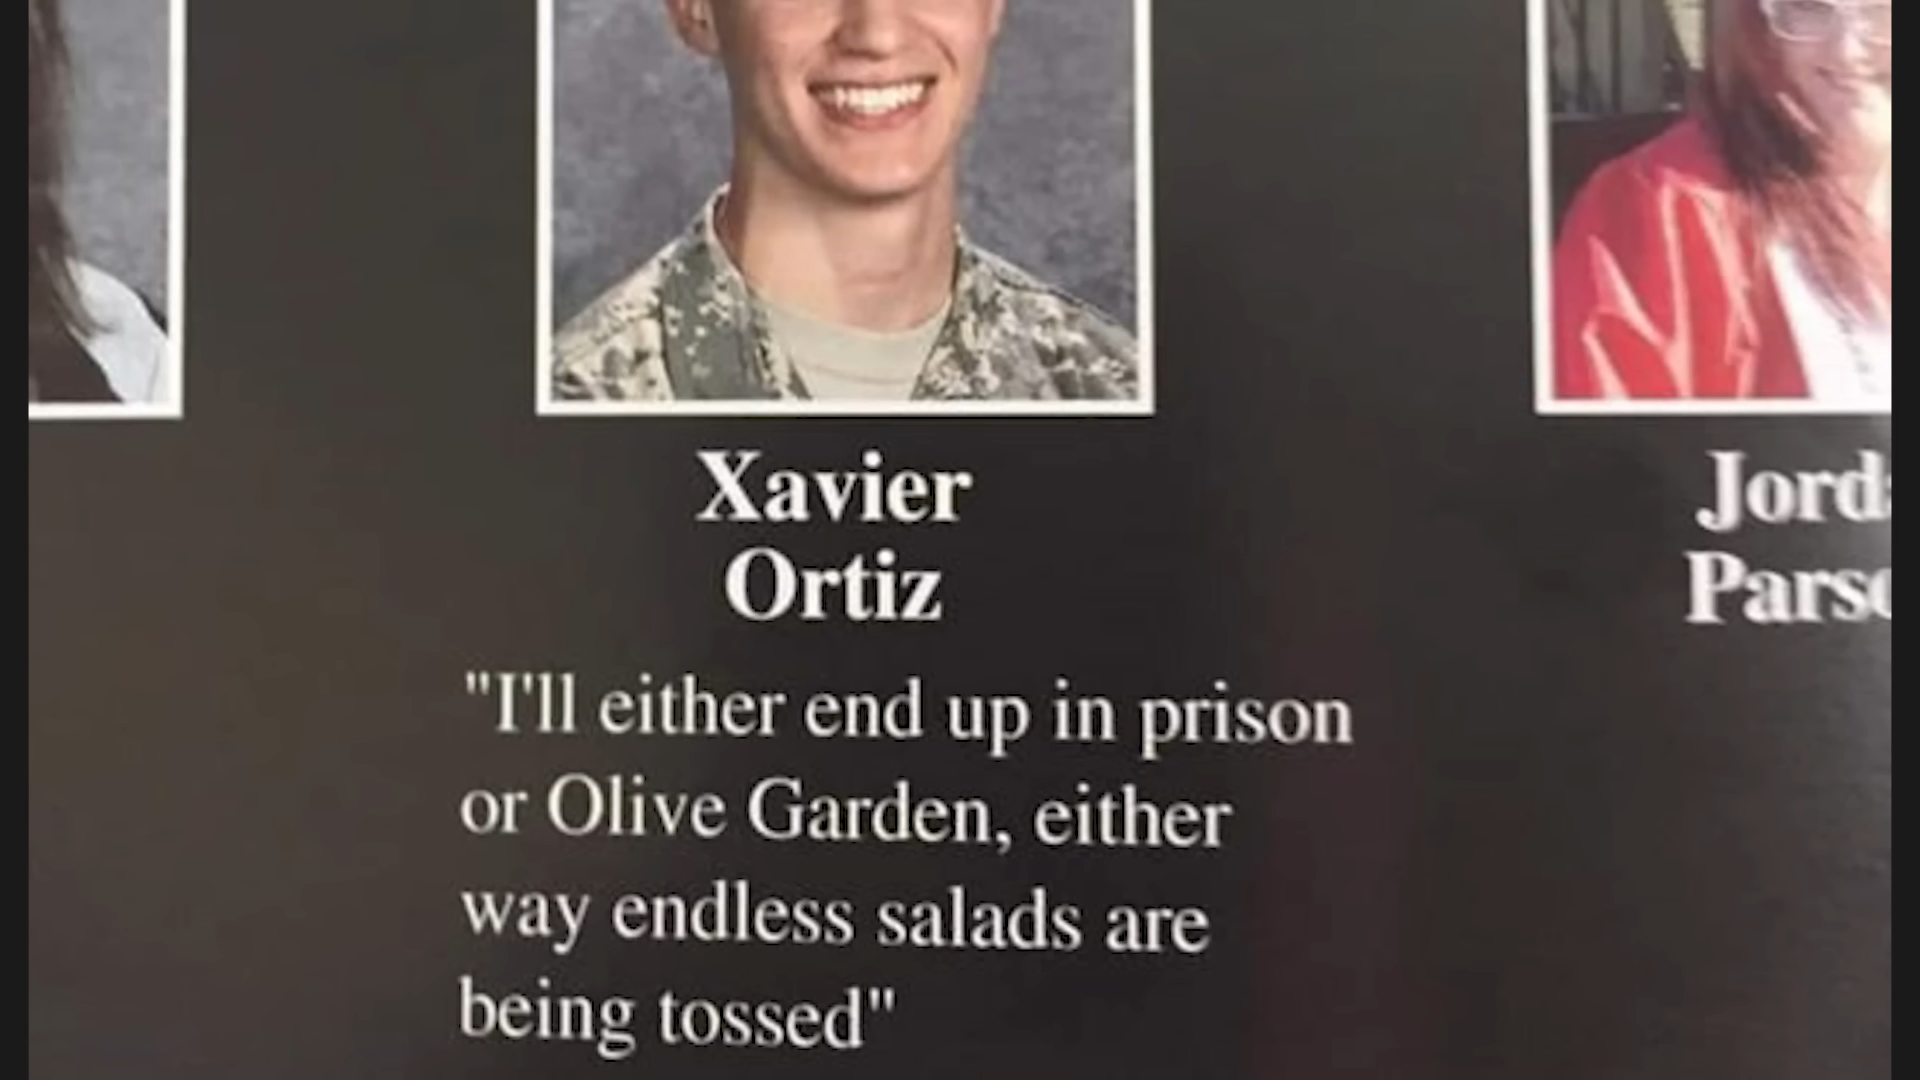 Xavier
Ortiz
"I'll either end up in prison
or Olive Garden, either
way endless salads are
being tossed"